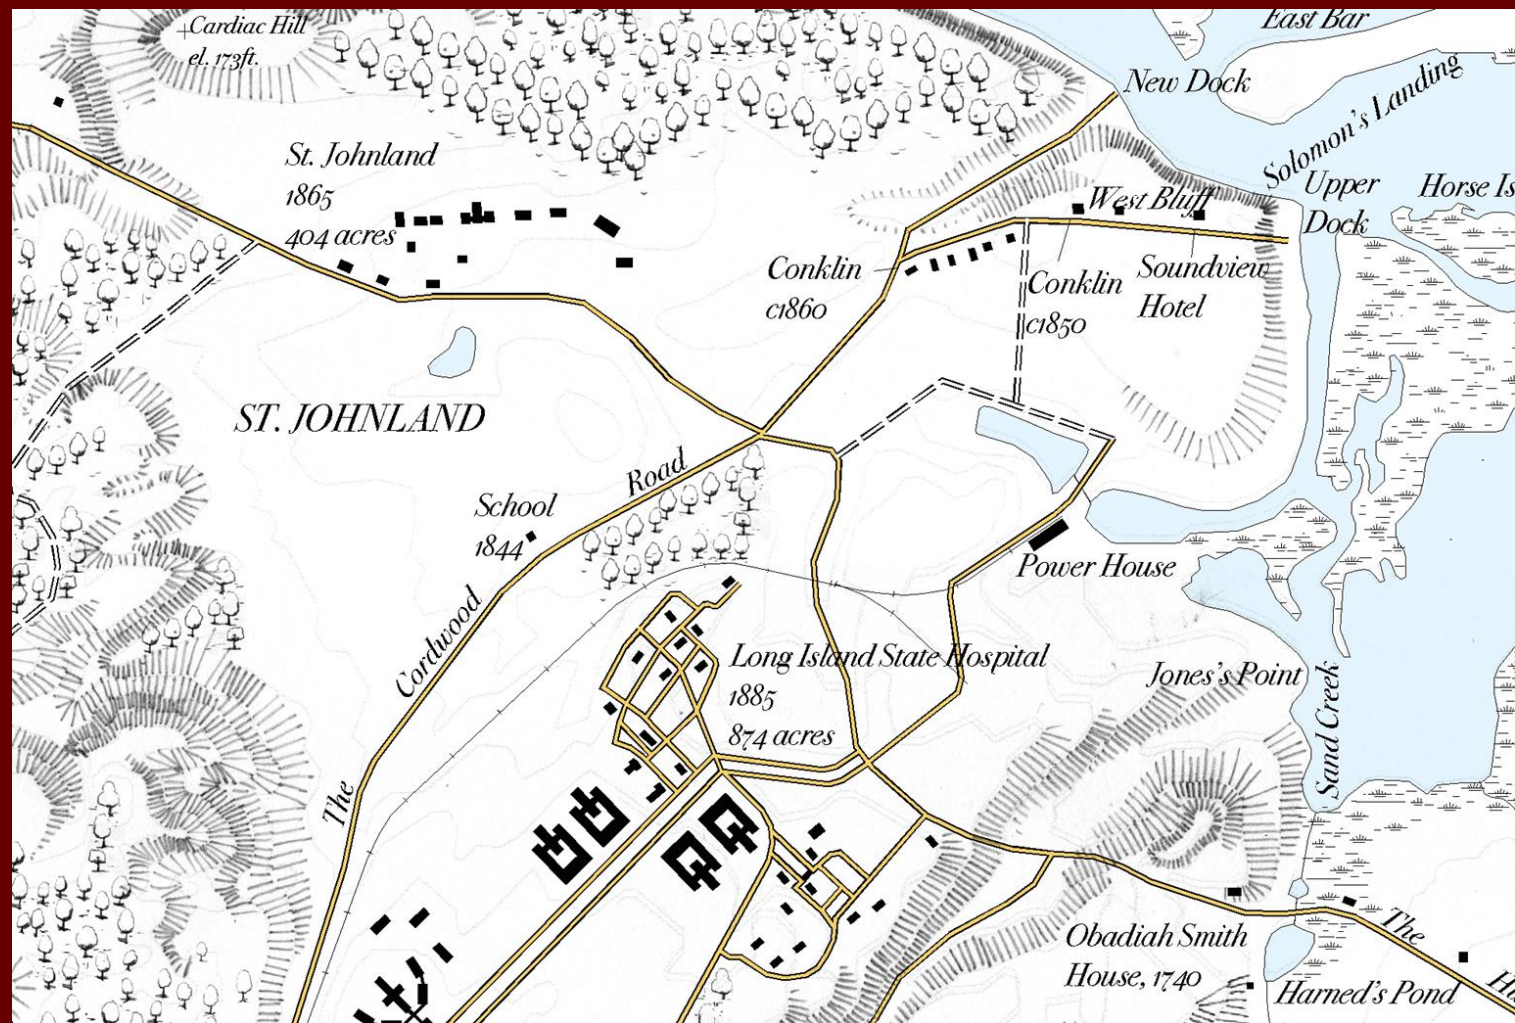 Cardiac Hill
el. 173ft.
East Bar
New Dock
Solomon's Landing
St. Johnland
1865
404 acres
West Bluff
Upper
Dock
Horse Is
Conklin
c1860
Conklin
c1850
Soundview
Hotel
ST. JOHNLAND
School
1844
The Cordwood Road
Power House
Long Island State Hospital
1885
874 acres
Jones's Point
Sand Creek
Obadiah Smith
House, 1740
Harned's Pond
The